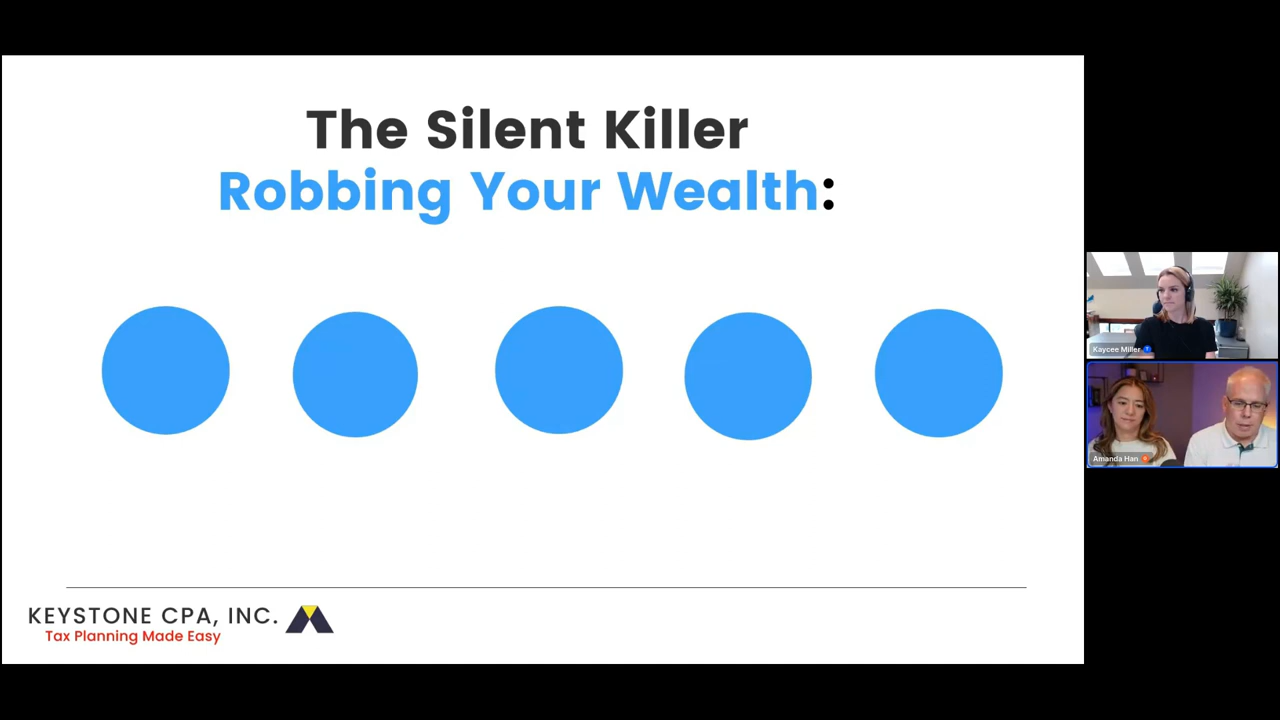 The Silent Killer
Robbing Your Wealth:
Kaycee Miller
Amanda Han
KEYSTONE CPA, INC.
Tax Planning Made Easy